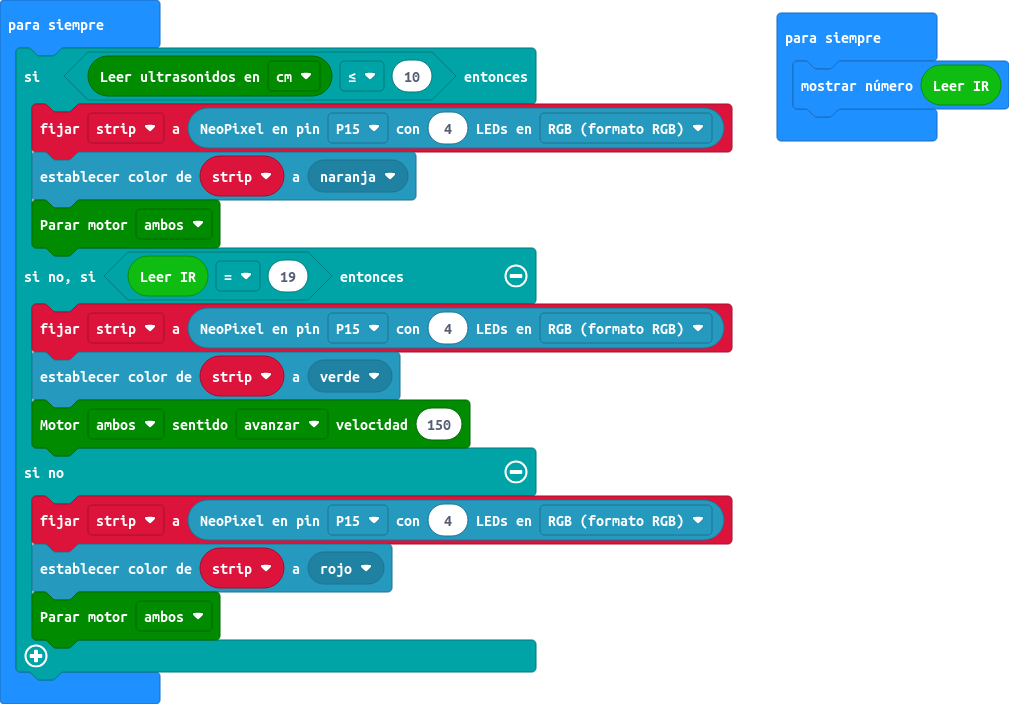 para siempre
si Leer ultrasonidos en cm ≤ 10 entonces
fijar strip a NeoPixel en pin P15 con 4 LEDs en RGB (formato RGB)
establecer color de strip a naranja
Parar motor ambos
si no, si Leer IR = 19 entonces
fijar strip a NeoPixel en pin P15 con 4 LEDs en RGB (formato RGB)
establecer color de strip a verde
Motor ambos sentido avanzar velocidad 150
si no
fijar strip a NeoPixel en pin P15 con 4 LEDs en RGB (formato RGB)
establecer color de strip a rojo
Parar motor ambos
para siempre
mostrar número Leer IR